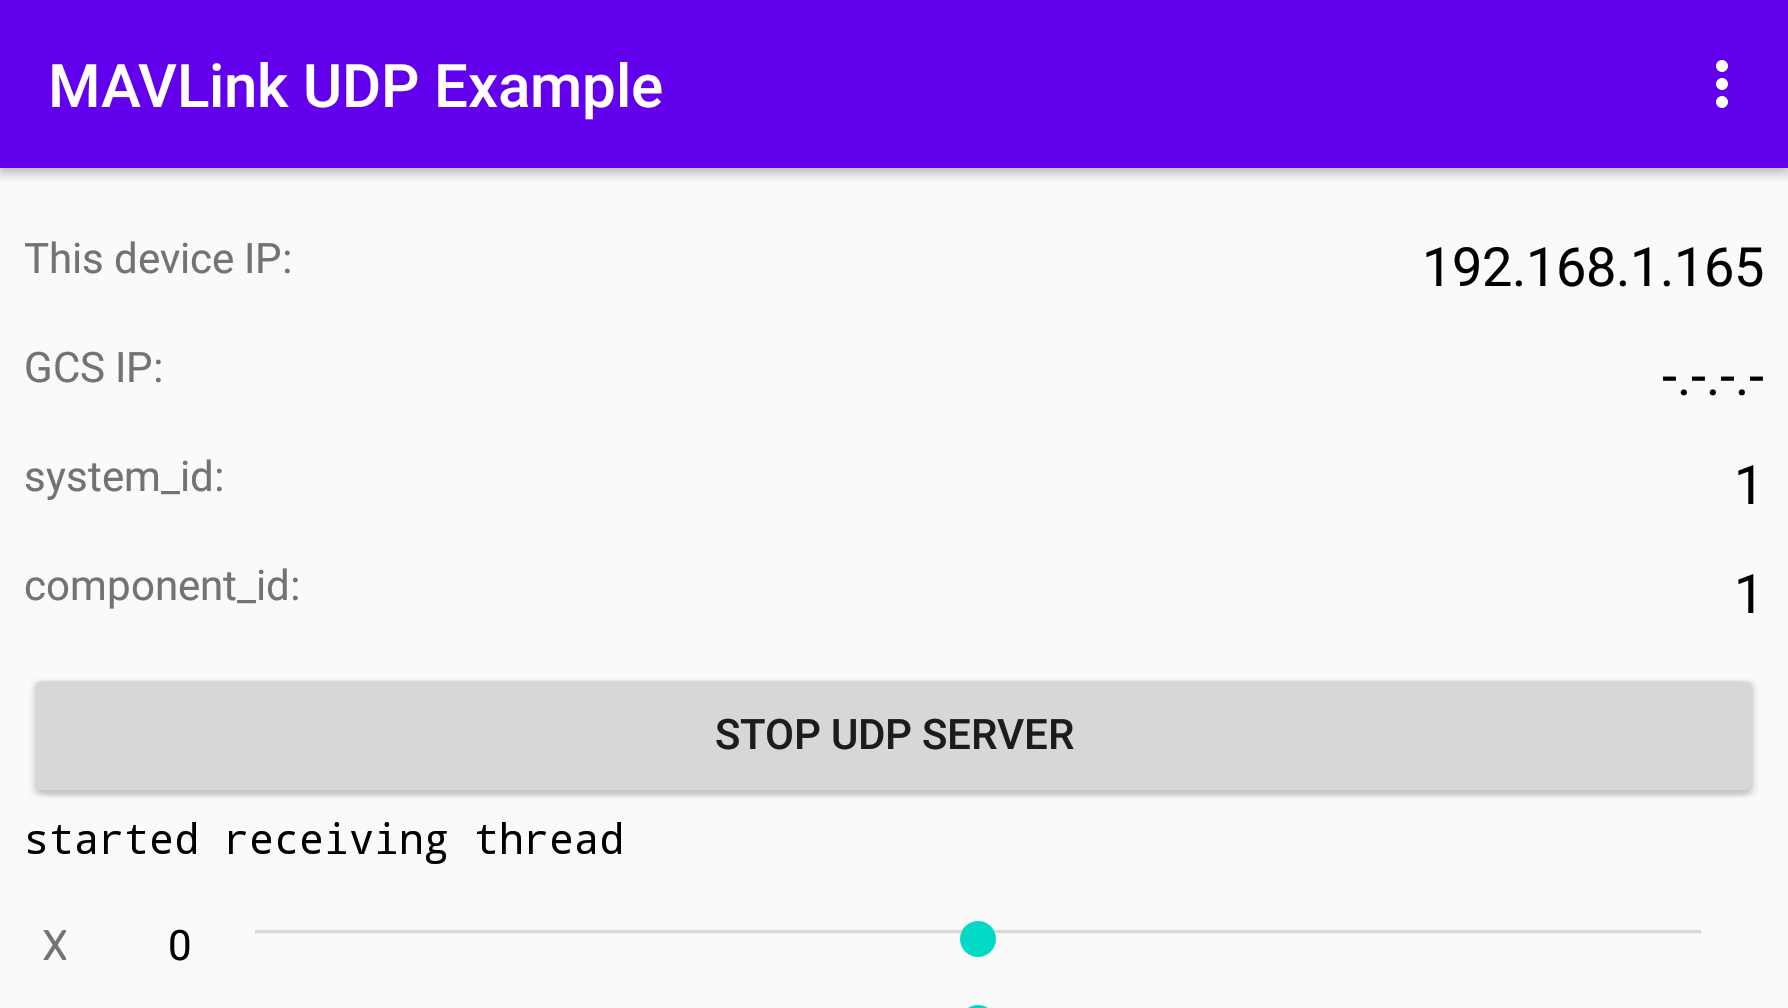 MAVLink UDP Example
This device IP: 192.168.1.165
GCS IP: -.-.-.-
system_id: 1
component_id: 1
STOP UDP SERVER
started receiving thread
X 0